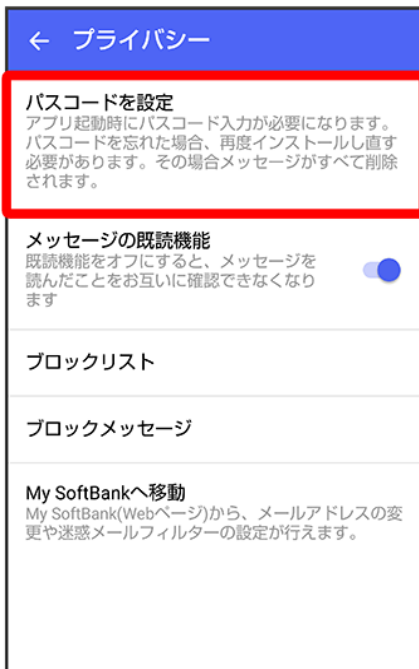 ← プライバシー
パスコードを設定
アプリ起動時にパスコード入力が必要になります。
パスコードを忘れた場合、再度インストールし直す
必要があります。その場合メッセージがすべて削除
されます。
メッセージの既読機能
既読機能をオフにすると、メッセージを
読んだことをお互いに確認できなくなり
ます
ブロックリスト
ブロックメッセージ
My SoftBankへ移動
My SoftBank(Webページ)から、メールアドレスの変
更や迷惑メールフィルターの設定が行えます。